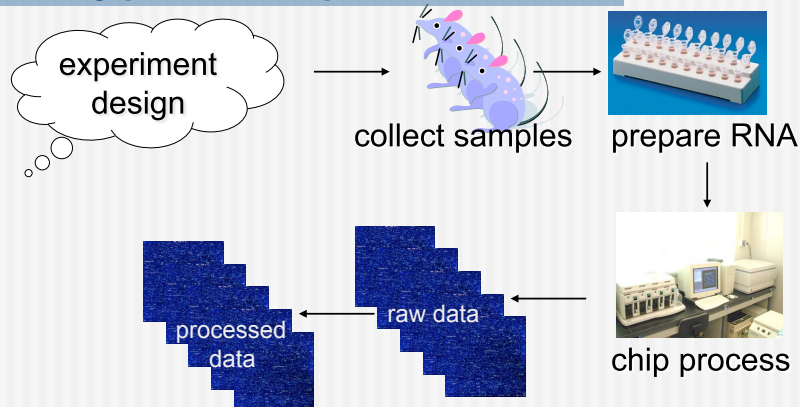 experiment
design
collect samples
prepare RNA
raw data
processed
data
chip process